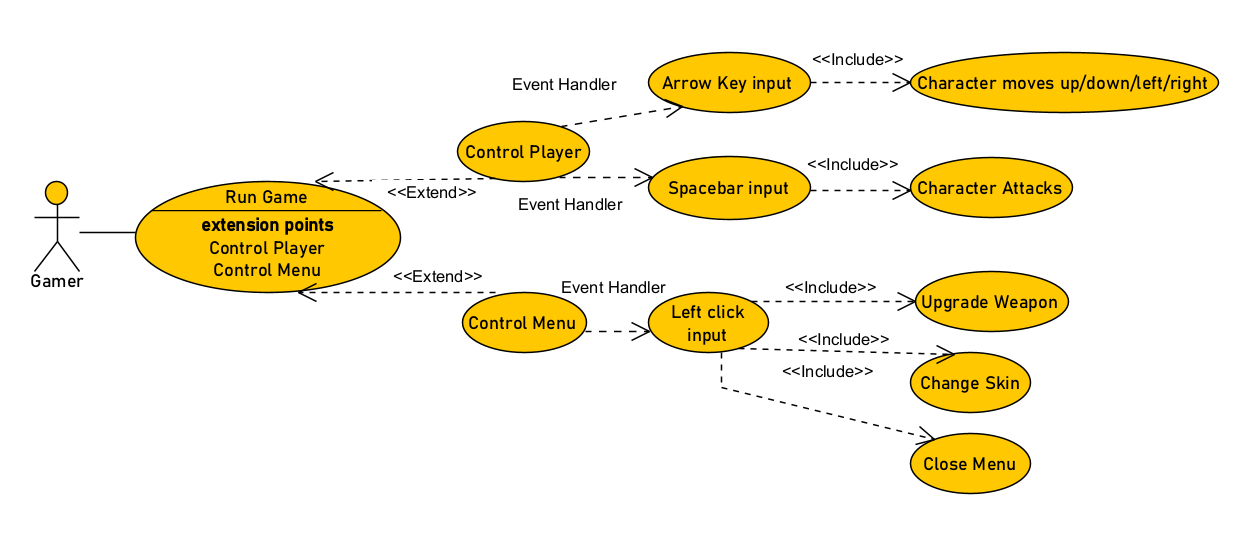 Gamer
Run Game
extension points
Control Player
Control Menu
<<Extend>>
<<Extend>>
Control Player
Event Handler
Event Handler
Arrow Key input
<<Include>>
Character moves up/down/left/right
Spacebar input
<<Include>>
Character Attacks
Control Menu
Event Handler
Left click
input
<<Include>>
Upgrade Weapon
<<Include>>
Change Skin
<<Include>>
Close Menu